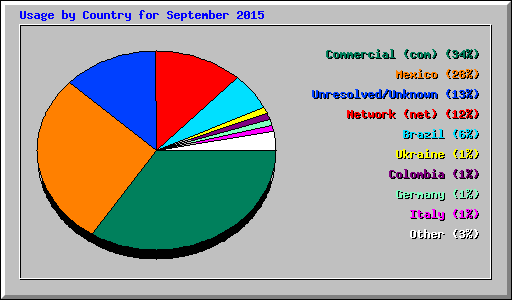 Usage by Country for September 2015
Commercial (com) (34%)
Mexico (28%)
Unresolved/Unknown (13%)
Network (net) (12%)
Brazil (6%)
Ukraine (1%)
Colombia (1%)
Germany (1%)
Italy (1%)
Other (3%)